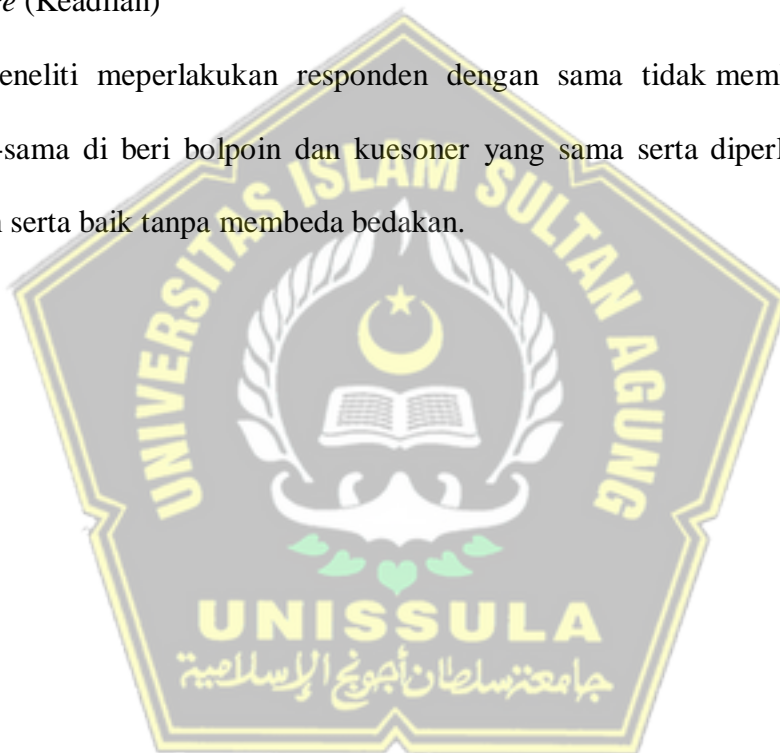 e (Keadilan)
eneliti meperlakukan responden dengan sama tidak mem
-sama di beri bolpoin dan kuesoner yang sama serta diperl
serta baik tanpa membeda bedakan.
UNIVERSITAS ISLAM SULTAN AGUNG
UNISSULA
جامعة سلطان أجونج الإسلامية